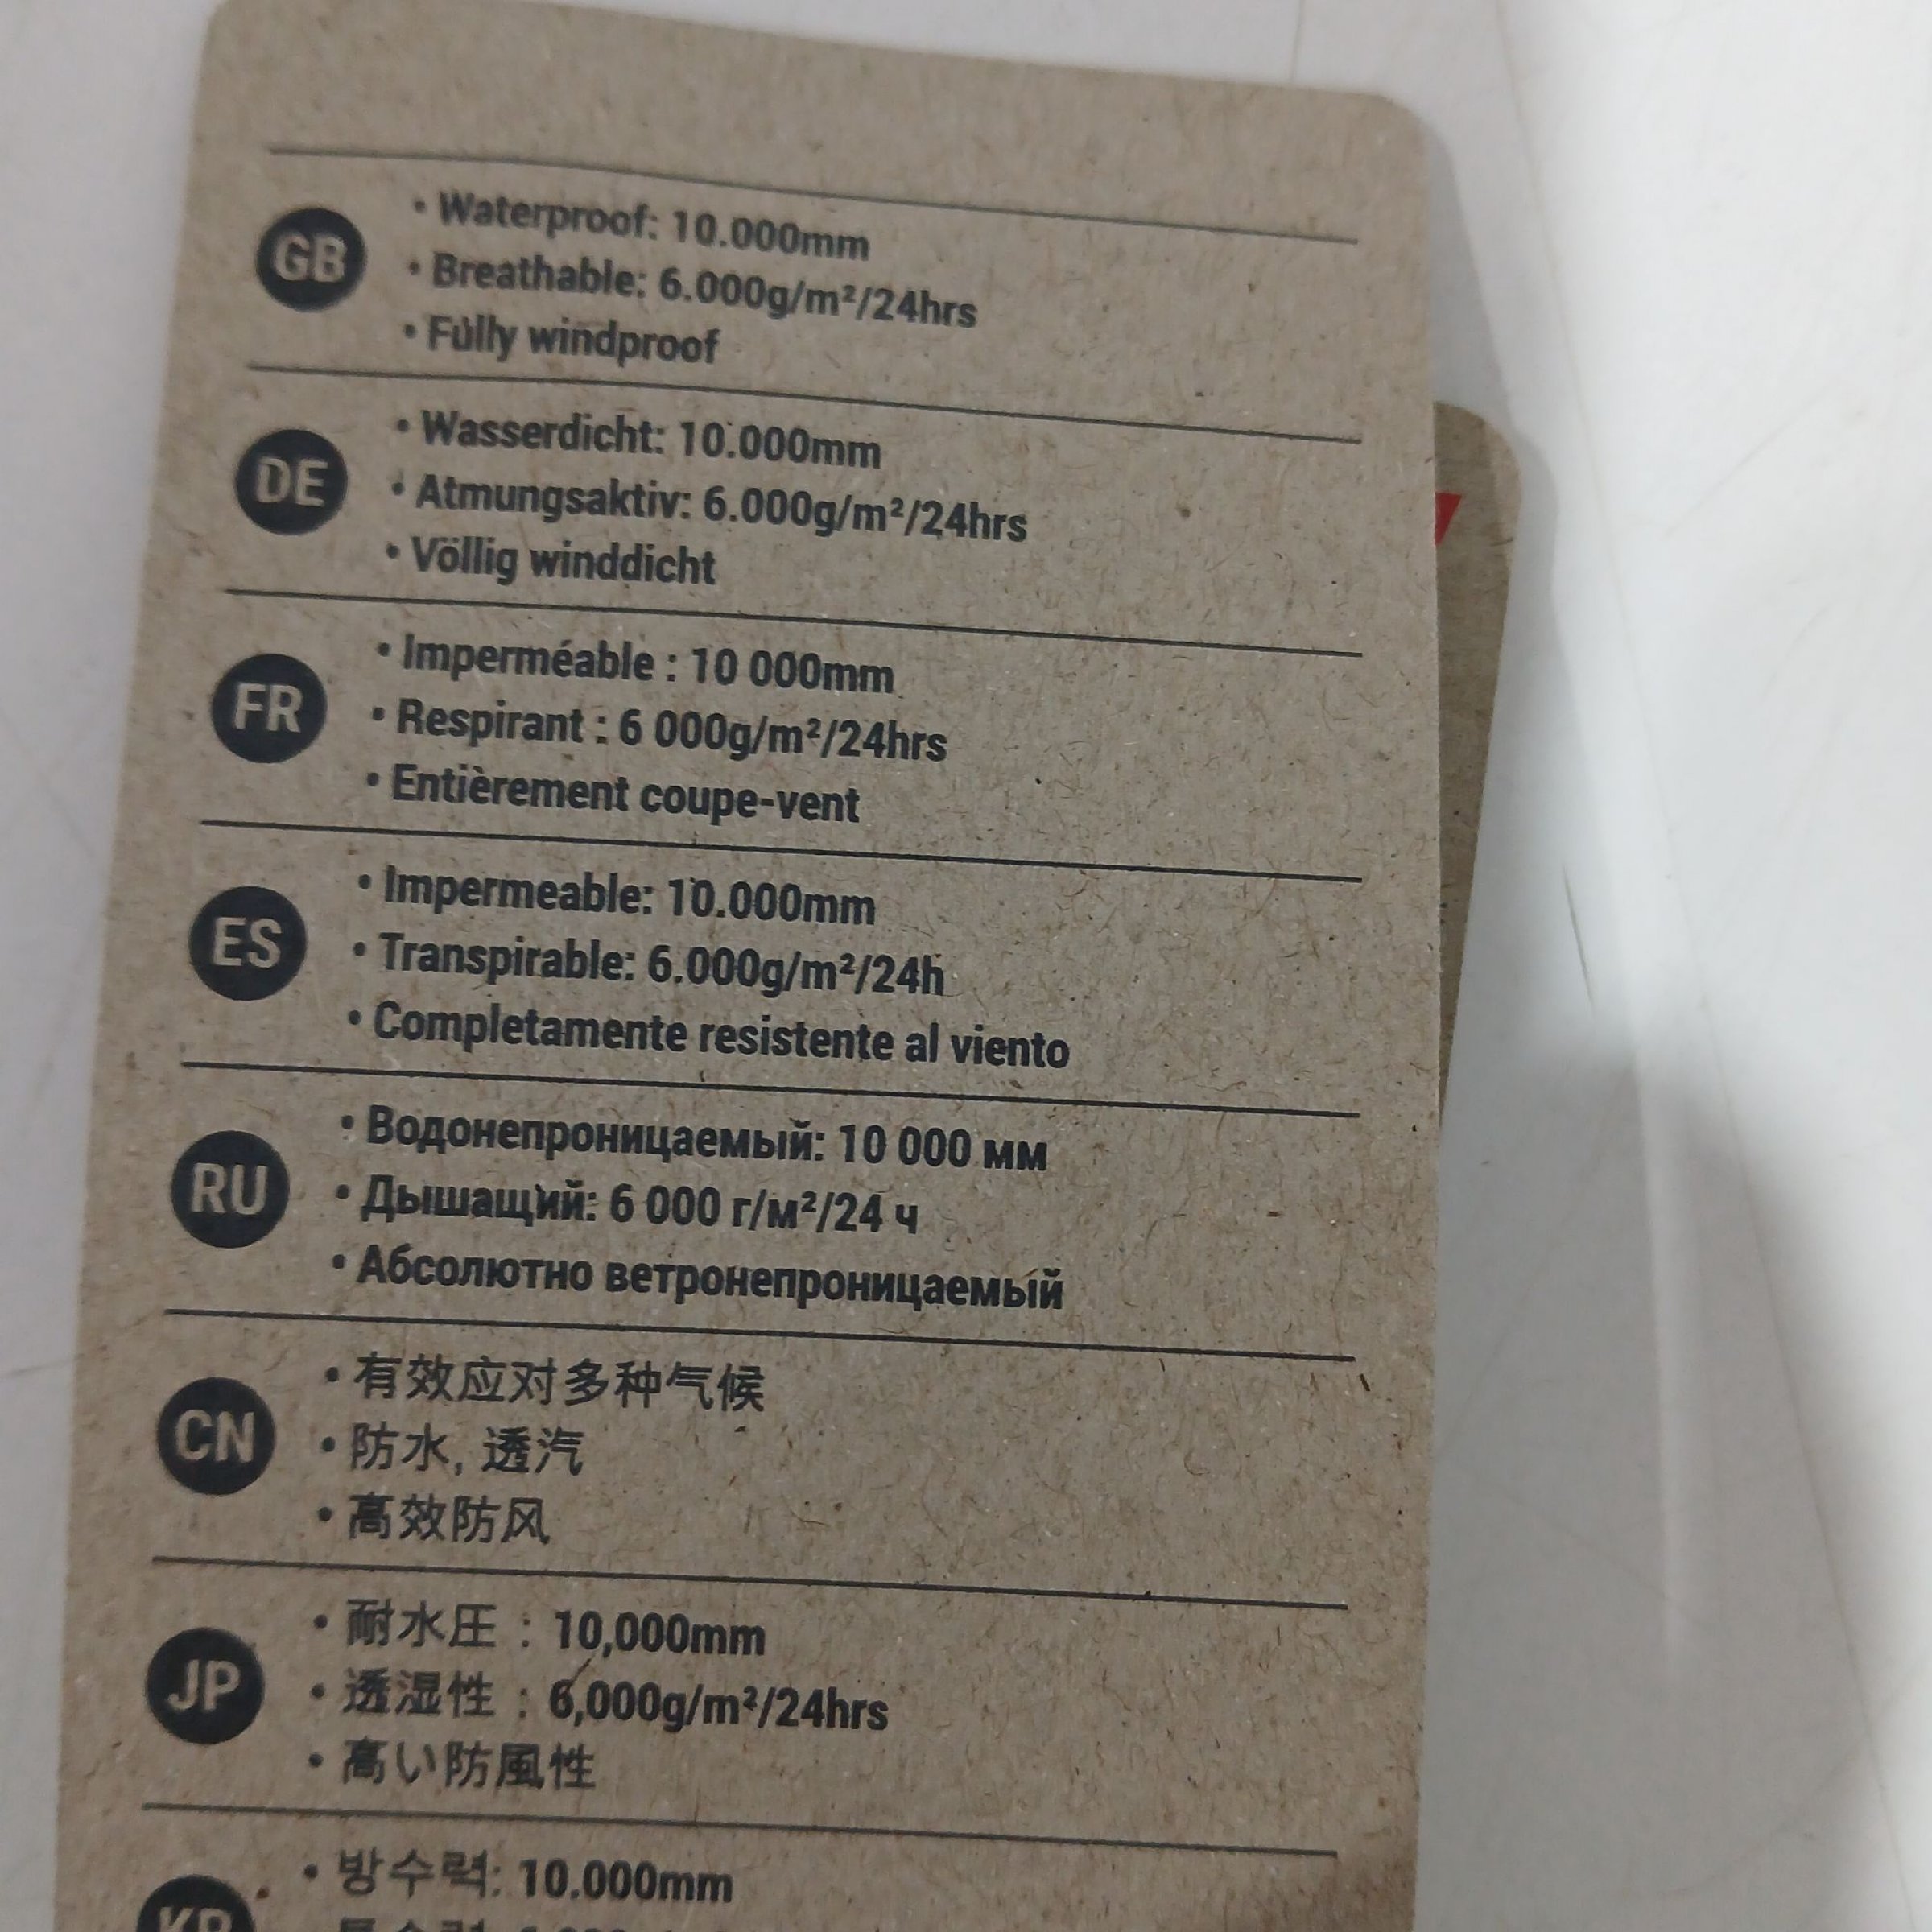 GB
• Waterproof: 10.000mm
• Breathable: 6.000g/m²/24hrs
• Fully windproof
DE
• Wasserdicht: 10.000mm
• Atmungsaktiv: 6.000g/m²/24hrs
• Völlig winddicht
FR
• Imperméable : 10 000mm
• Respirant : 6 000g/m²/24hrs
• Entièrement coupe-vent
ES
• Impermeable: 10.000mm
• Transpirable: 6.000g/m²/24h
• Completamente resistente al viento
RU
• Водонепроницаемый: 10 000 мм
• Дышащий: 6 000 г/м²/24 ч
• Абсолютно ветронепроницаемый
CN
• 有效应对多种气候
• 防水, 透汽
• 高效防风
JP
• 耐水圧 : 10,000mm
• 透湿性 : 6,000g/m²/24hrs
• 高い防風性
KR
• 방수력: 10.000mm